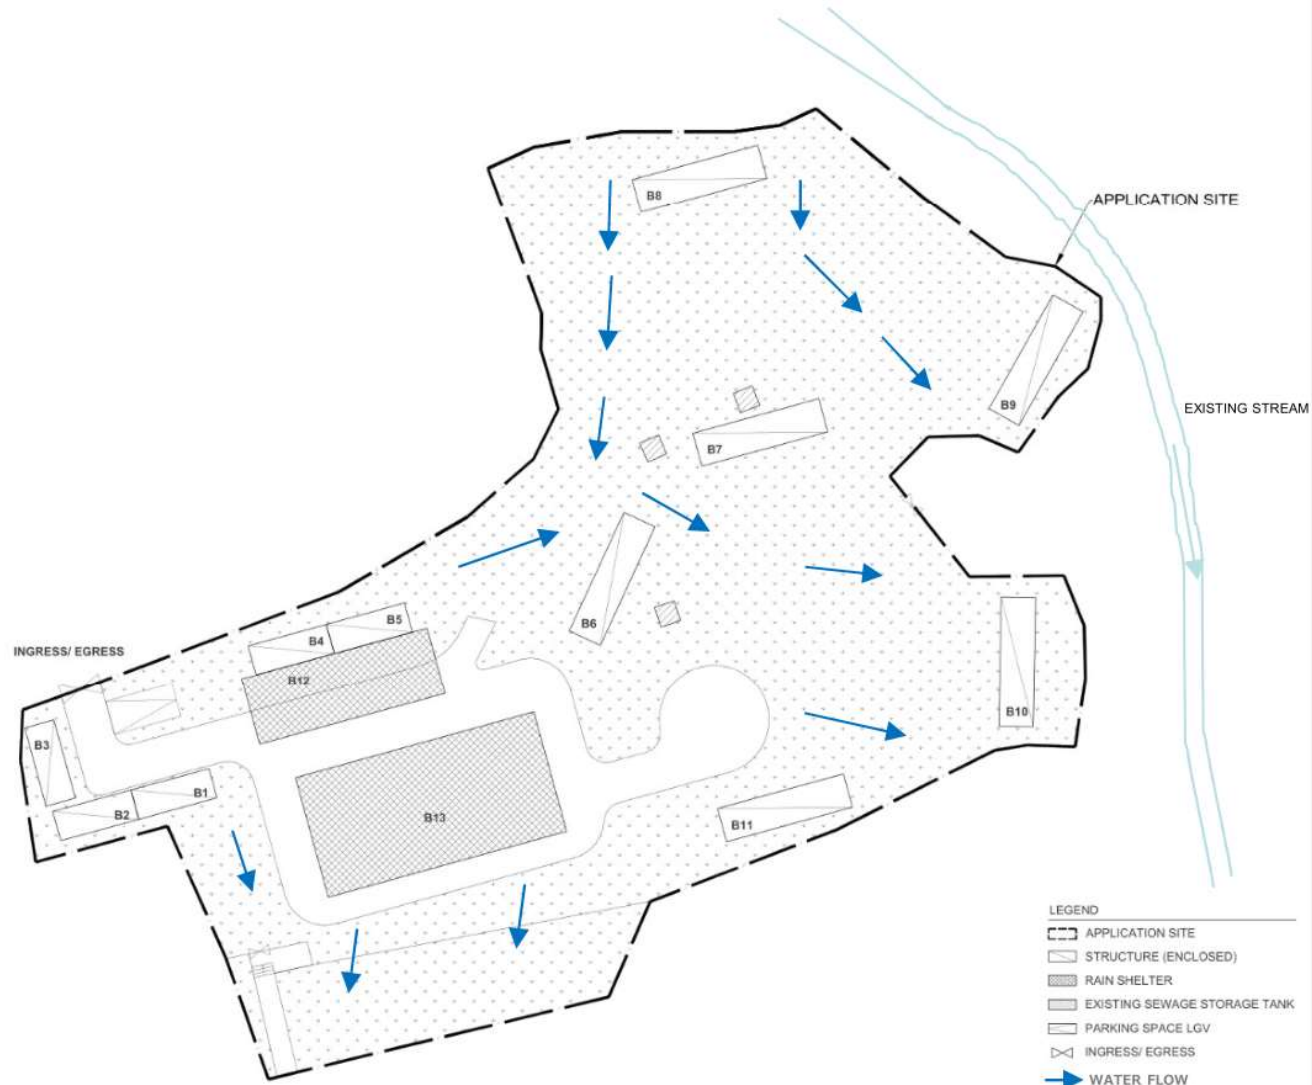 APPLICATION SITE
B8
B9
EXISTING STREAM
B7
B6
B5
B4
INGRESS/ EGRESS
B12
B10
B3
B1
B2
B13
B11
LEGEND
APPLICATION SITE
STRUCTURE (ENCLOSED)
RAIN SHELTER
EXISTING SEWAGE STORAGE TANK
PARKING SPACE LGV
INGRESS/ EGRESS
WATER FLOW